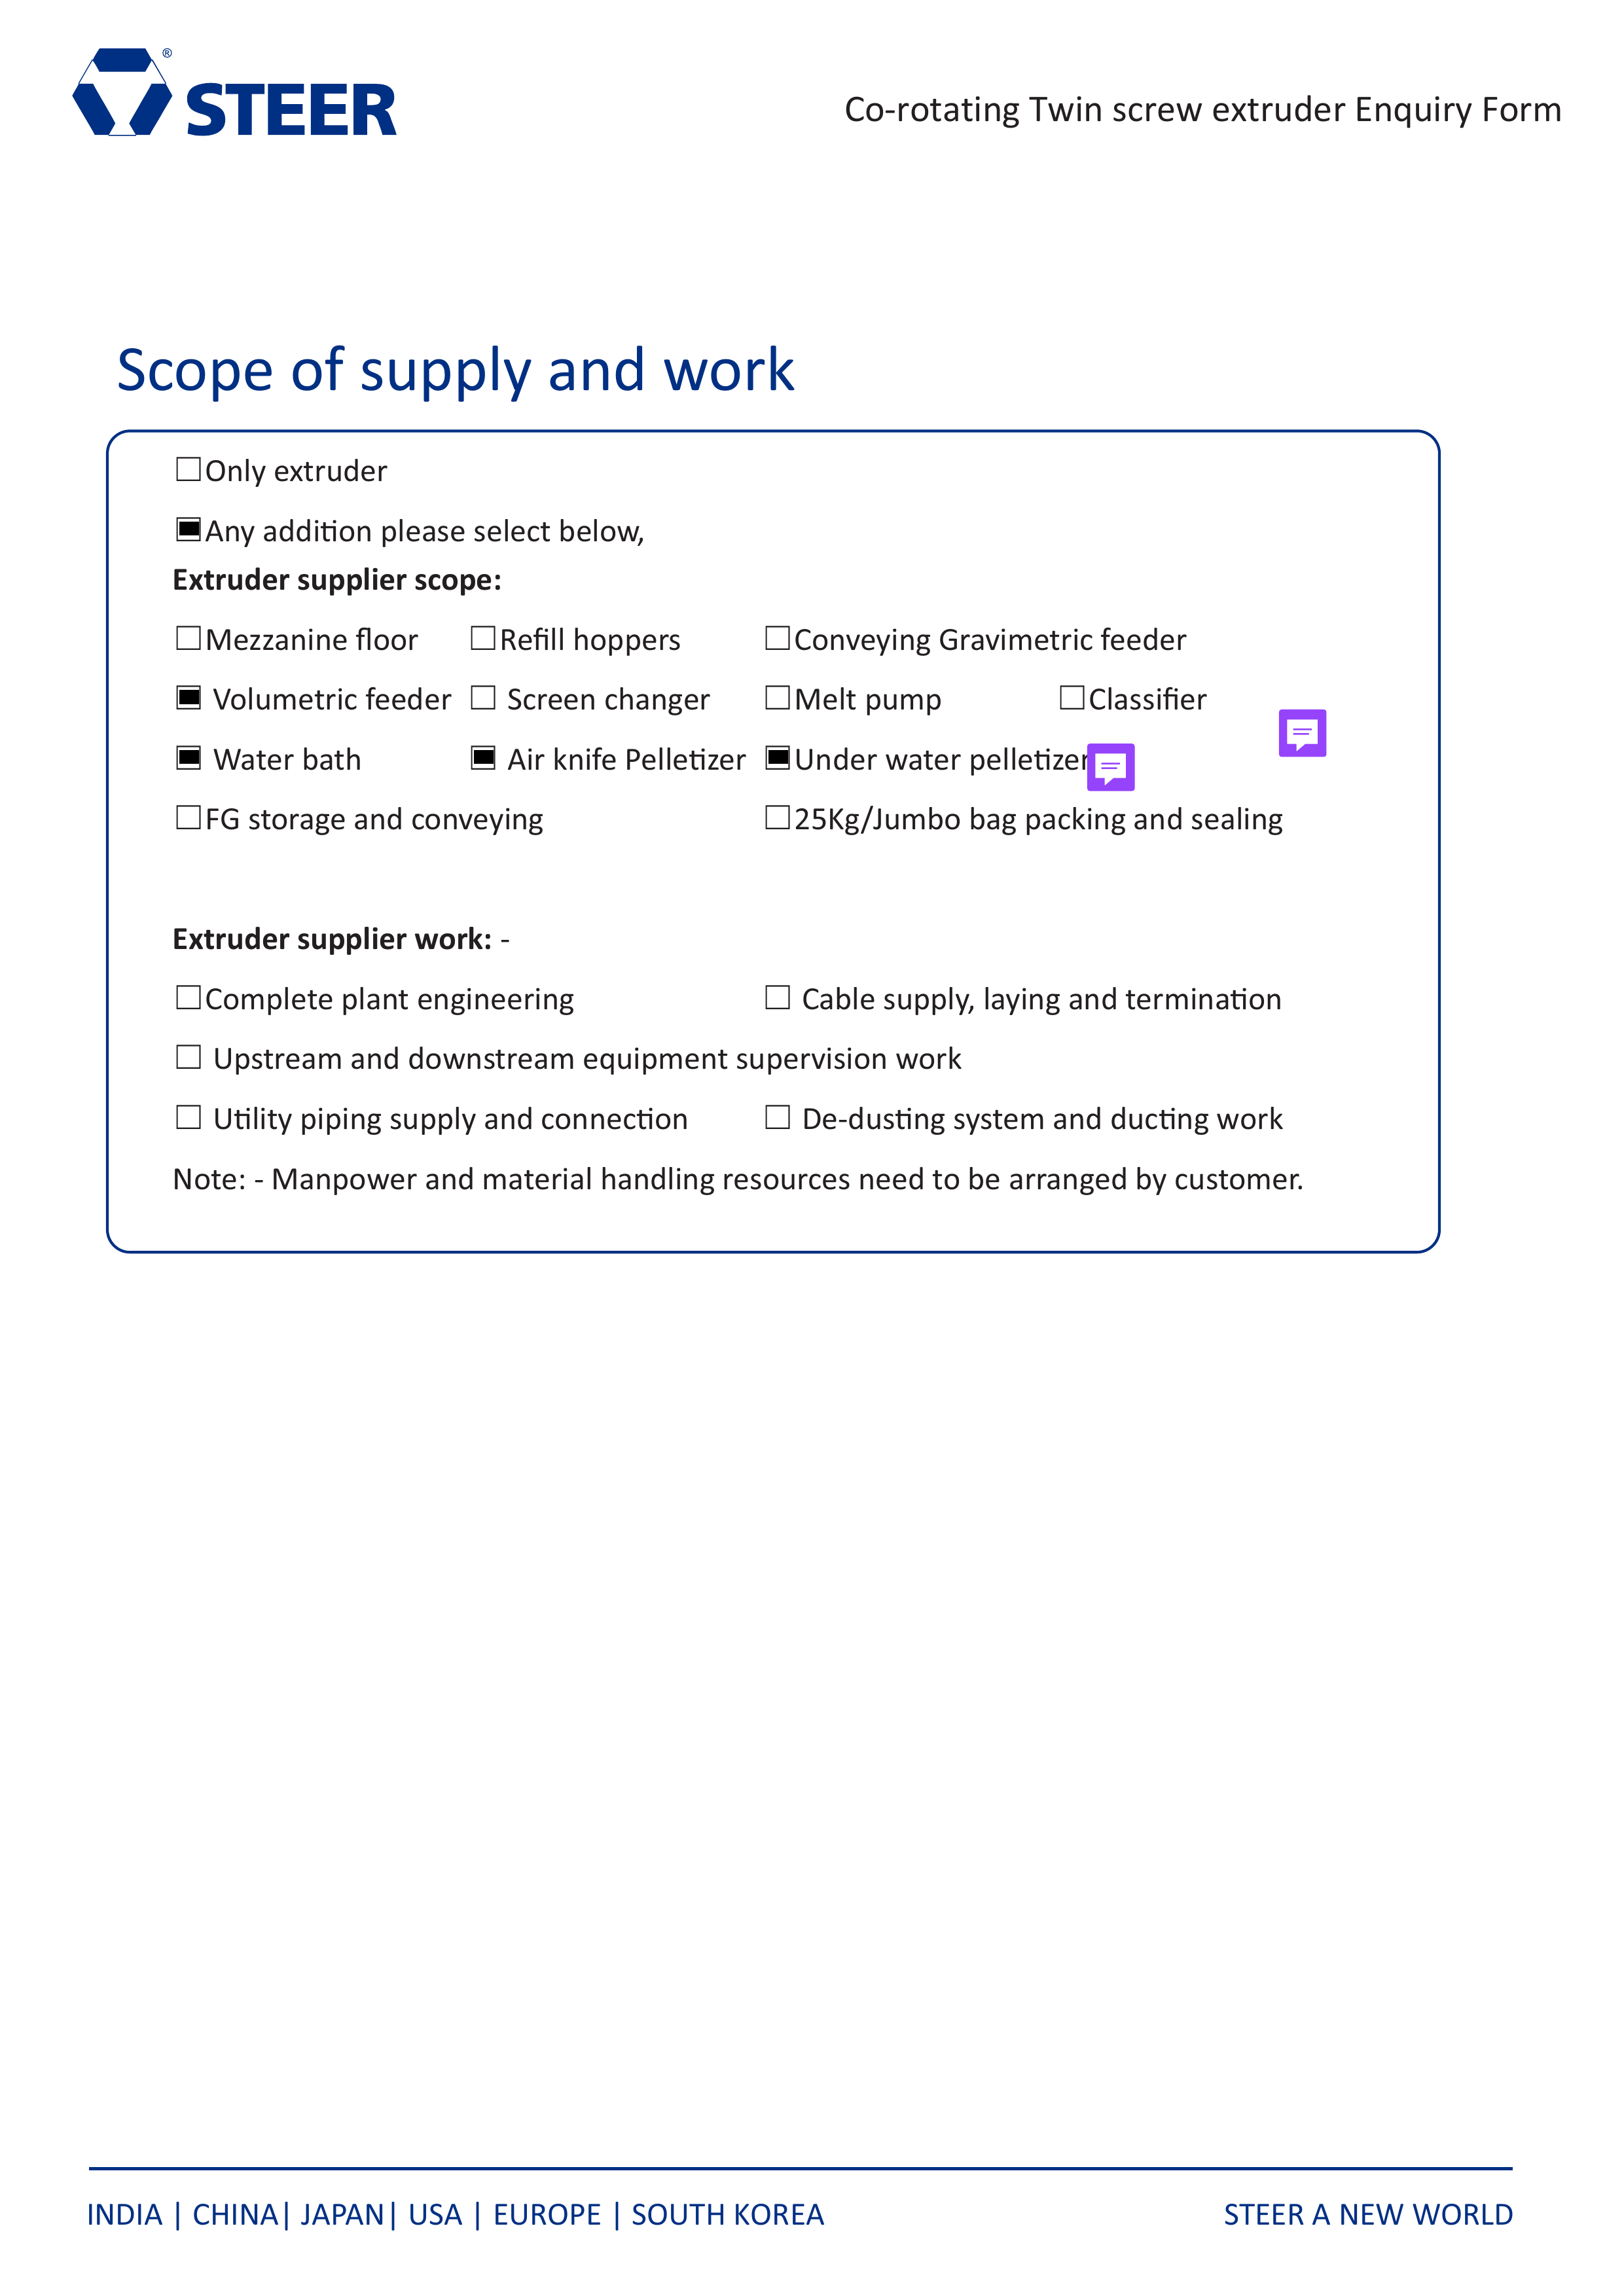 STEER®
Co-rotating Twin screw extruder Enquiry Form
Scope of supply and work
☐Only extruder
☑Any addition please select below,
Extruder supplier scope:
☐Mezzanine floor ☐Refill hoppers ☐Conveying Gravimetric feeder
☑ Volumetric feeder ☐ Screen changer ☐Melt pump ☐Classifier
☑ Water bath ☑ Air knife Pelletizer ☑Under water pelletizer
☐FG storage and conveying ☐25Kg/Jumbo bag packing and sealing
Extruder supplier work: -
☐Complete plant engineering ☐ Cable supply, laying and termination
☐ Upstream and downstream equipment supervision work
☐ Utility piping supply and connection ☐ De-dusting system and ducting work
Note: - Manpower and material handling resources need to be arranged by customer.
INDIA | CHINA| JAPAN| USA | EUROPE | SOUTH KOREA STEER A NEW WORLD